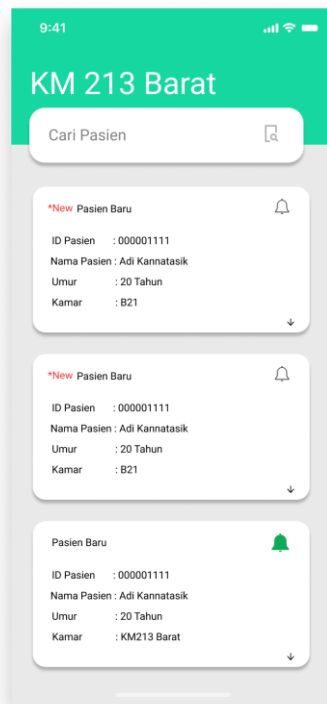 9:41
KM 213 Barat
Cari Pasien
*New Pasien Baru
ID Pasien : 000001111
Nama Pasien : Adi Kannatasik
Umur : 20 Tahun
Kamar : B21
*New Pasien Baru
ID Pasien : 000001111
Nama Pasien : Adi Kannatasik
Umur : 20 Tahun
Kamar : B21
Pasien Baru
ID Pasien : 000001111
Nama Pasien : Adi Kannatasik
Umur : 20 Tahun
Kamar : KM213 Barat